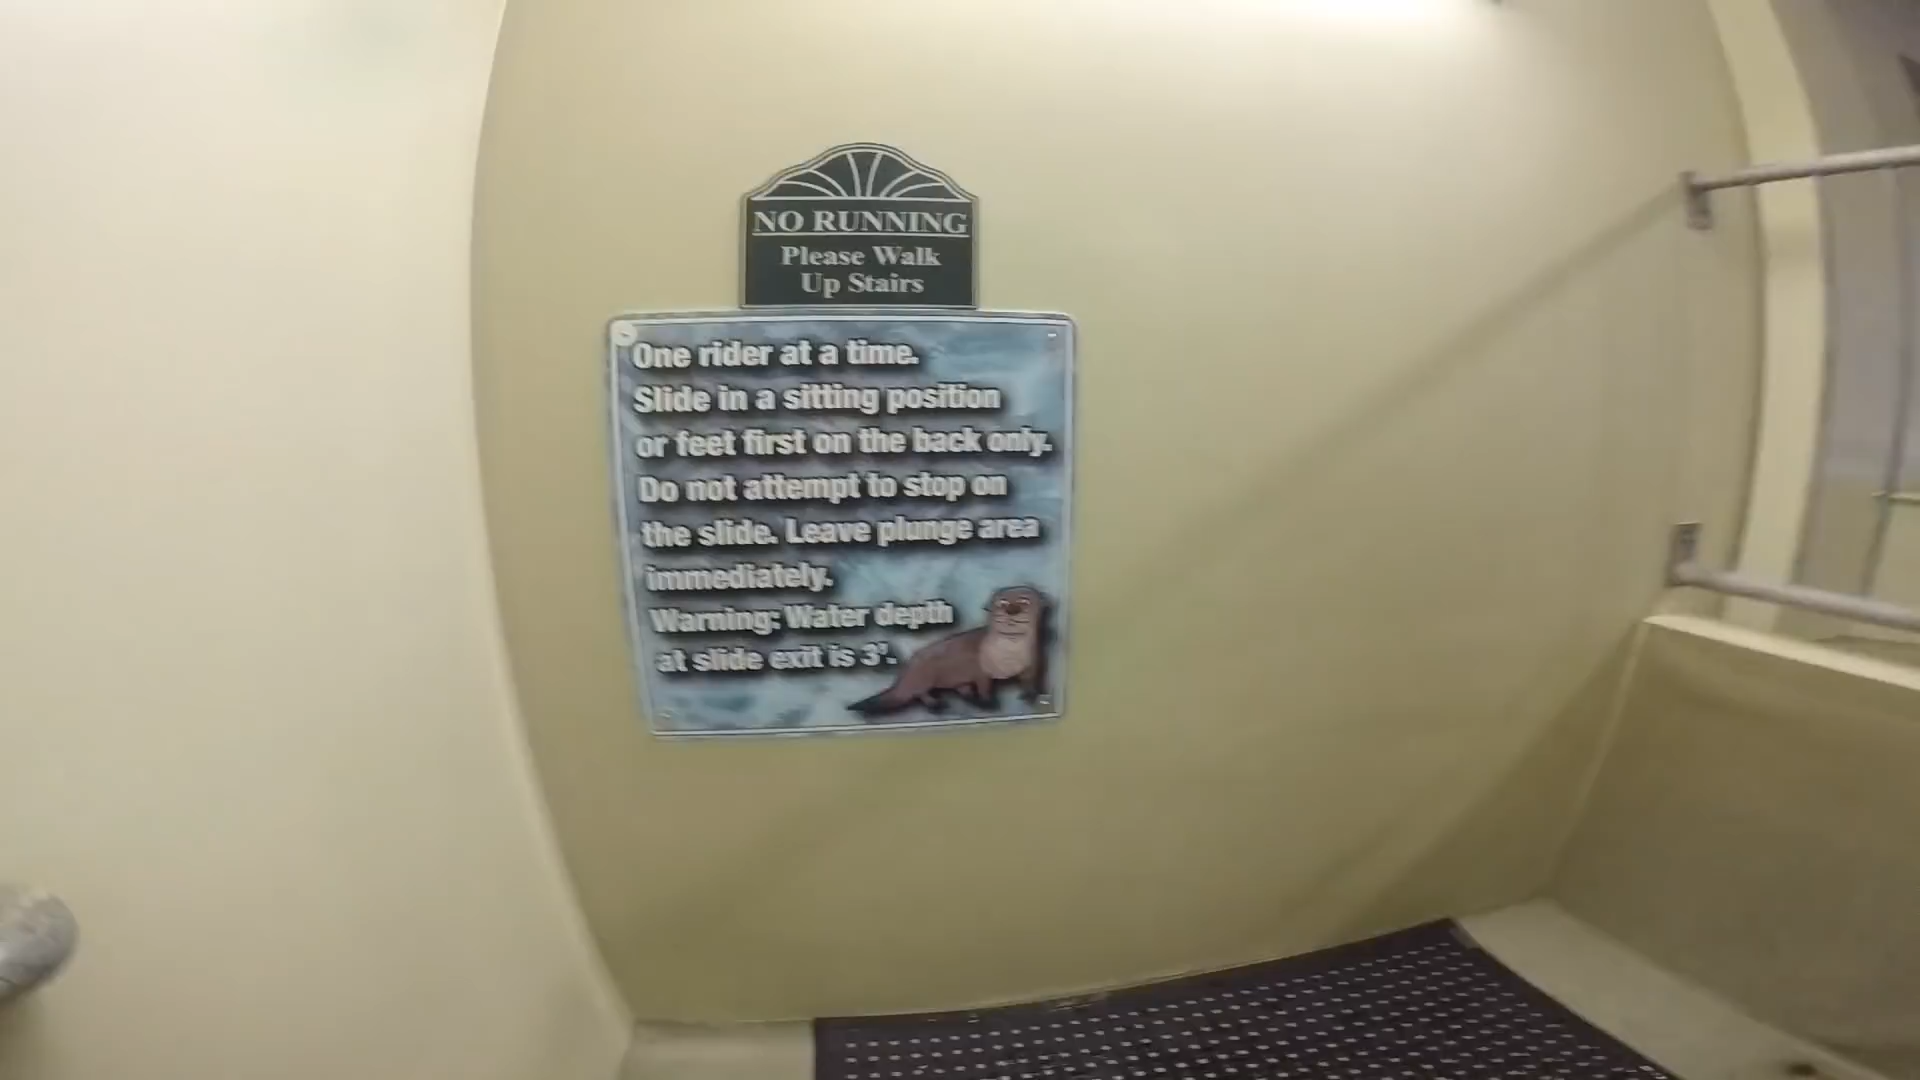 NO RUNNING
Please Walk
Up Stairs
One rider at a time.
Slide in a sitting position
or feet first on the back only.
Do not attempt to stop on
the slide. Leave plunge area
immediately.
Warning: Water depth
at slide exit is 3'.